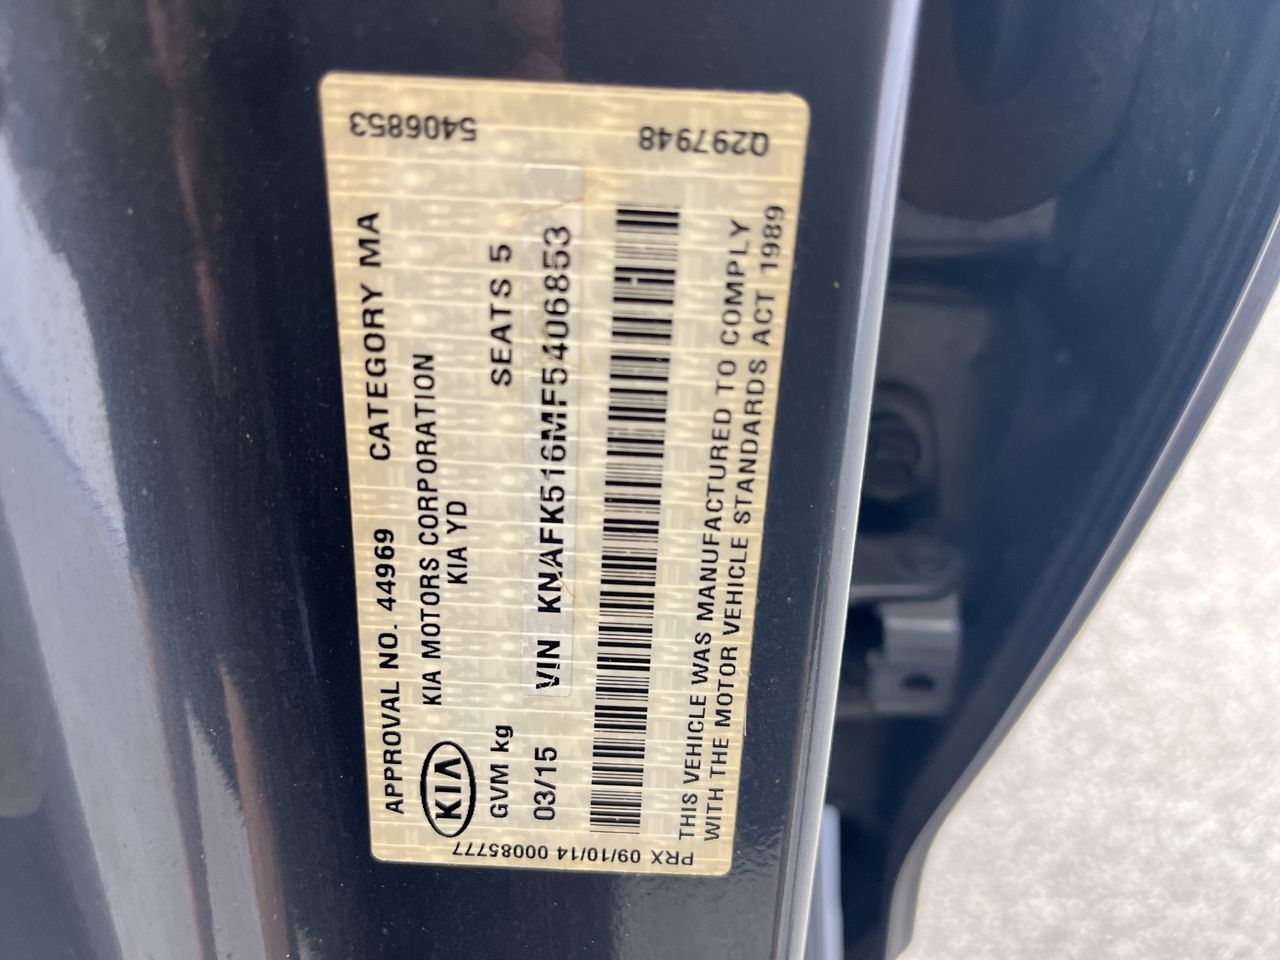 APPROVAL NO. 44969 CATEGORY MA
KIA KIA MOTORS CORPORATION
KIA YD
GVM kg SEATS 5
03/15 VIN KNAFK516MF5406853
THIS VEHICLE WAS MANUFACTURED TO COMPLY
WITH THE MOTOR VEHICLE STANDARDS ACT 1989
5406853
Q297948
PRX 09/10/14 00085777